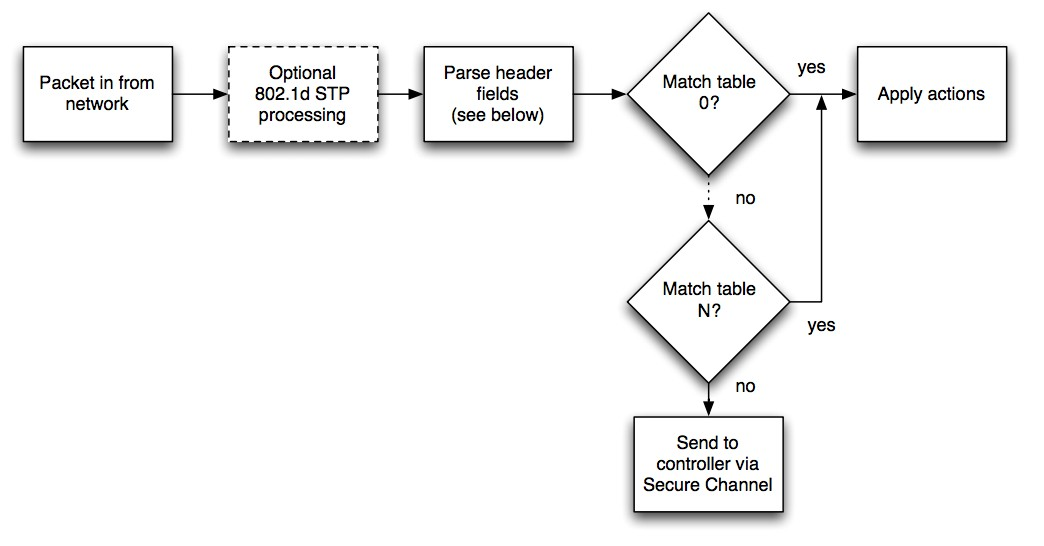 Packet in from
network
Optional
802.1d STP
processing
Parse header
fields
(see below)
Match table
0?
yes
Apply actions
no
Match table
N?
yes
no
Send to
controller via
Secure Channel